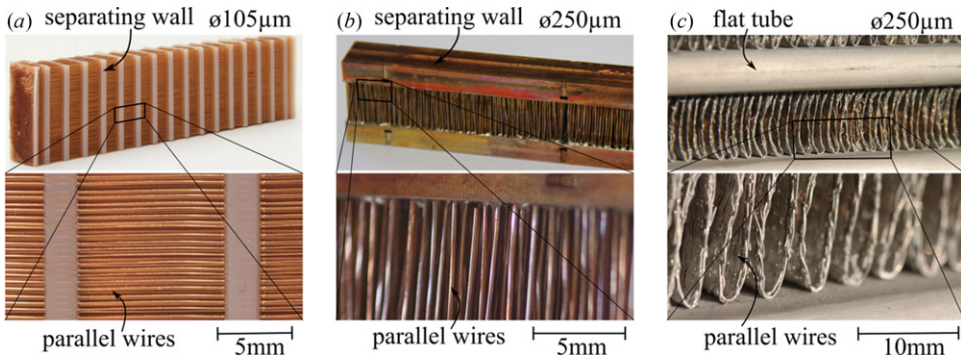 (a) separating wall ø105µm
parallel wires
5mm
(b) separating wall ø250µm
parallel wires
5mm
(c) flat tube ø250µm
parallel wires
10mm